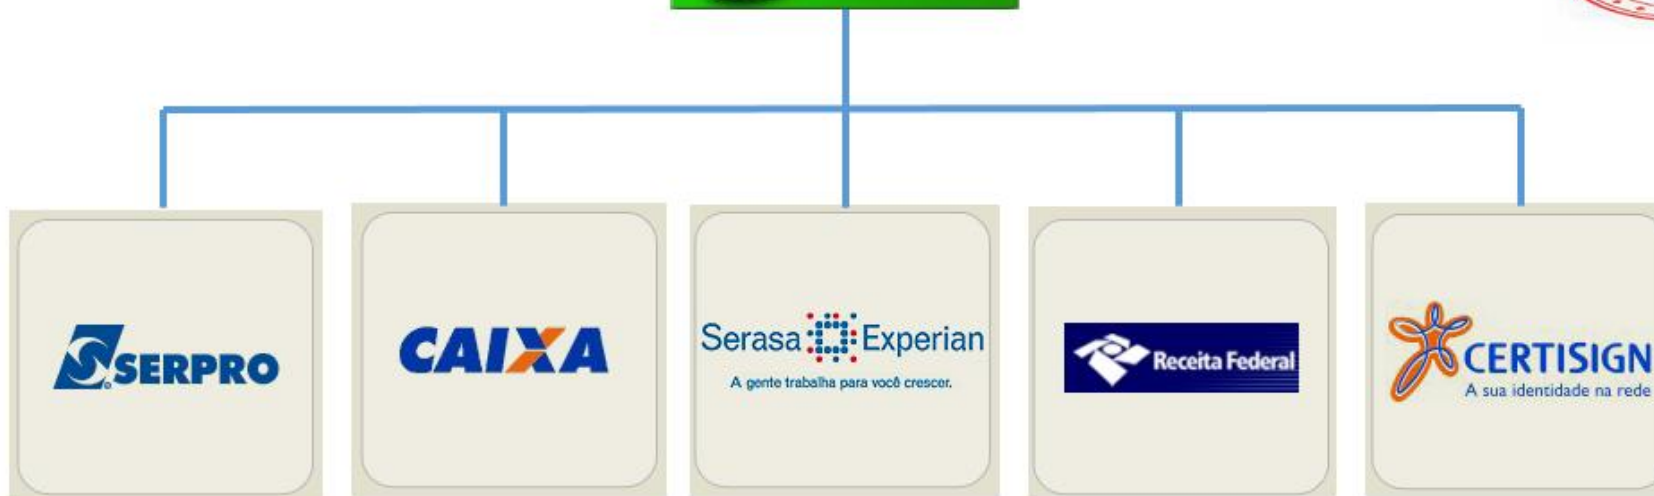 SERPRO
CAIXA
Serasa Experian
A gente trabalha para você crescer.
Receita Federal
CERTISIGN
A sua identidade na rede